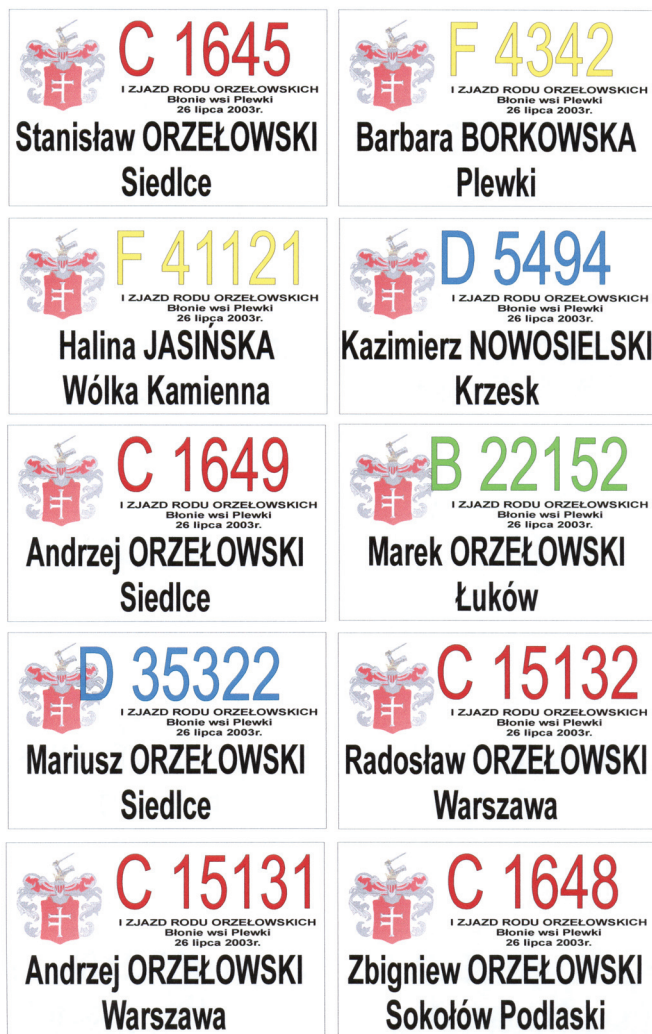 C 1645
I ZJAZD RODU ORZEŁOWSKICH
Błonie wsi Plewki
26 lipca 2003r.
Stanisław ORZEŁOWSKI
Siedlce
F 4342
I ZJAZD RODU ORZEŁOWSKICH
Błonie wsi Plewki
26 lipca 2003r.
Barbara BORKOWSKA
Plewki
F 41121
I ZJAZD RODU ORZEŁOWSKICH
Błonie wsi Plewki
26 lipca 2003r.
Halina JASIŃSKA
Wólka Kamienna
D 5494
I ZJAZD RODU ORZEŁOWSKICH
Błonie wsi Plewki
26 lipca 2003r.
Kazimierz NOWOSIELSKI
Krzesk
C 1649
I ZJAZD RODU ORZEŁOWSKICH
Błonie wsi Plewki
26 lipca 2003r.
Andrzej ORZEŁOWSKI
Siedlce
B 22152
I ZJAZD RODU ORZEŁOWSKICH
Błonie wsi Plewki
26 lipca 2003r.
Marek ORZEŁOWSKI
Łuków
D 35322
I ZJAZD RODU ORZEŁOWSKICH
Błonie wsi Plewki
26 lipca 2003r.
Mariusz ORZEŁOWSKI
Siedlce
C 15132
I ZJAZD RODU ORZEŁOWSKICH
Błonie wsi Plewki
26 lipca 2003r.
Radosław ORZEŁOWSKI
Warszawa
C 15131
I ZJAZD RODU ORZEŁOWSKICH
Błonie wsi Plewki
26 lipca 2003r.
Andrzej ORZEŁOWSKI
Warszawa
C 1648
I ZJAZD RODU ORZEŁOWSKICH
Błonie wsi Plewki
26 lipca 2003r.
Zbigniew ORZEŁOWSKI
Sokołów Podlaski